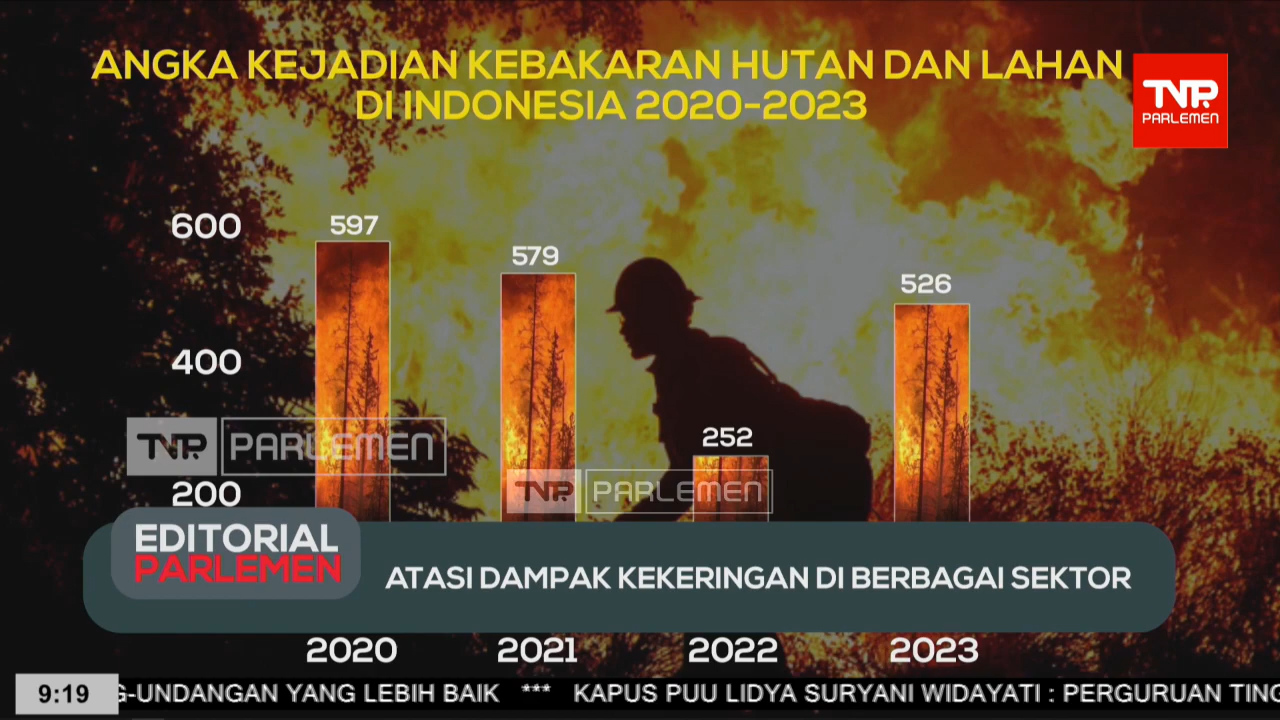 ANGKA KEJADIAN KEBAKARAN HUTAN DAN LAHAN
DI INDONESIA 2020-2023
TVR
PARLEMEN
600
597
579
526
400
252
TVR PARLEMEN
200
TVR PARLEMEN
EDITORIAL
PARLEMEN
ATASI DAMPAK KEKERINGAN DI BERBAGAI SEKTOR
2020 2021 2022 2023
9:19
G-UNDANGAN YANG LEBIH BAIK *** KAPUS PUU LIDYA SURYANI WIDAYATI : PERGURUAN TING